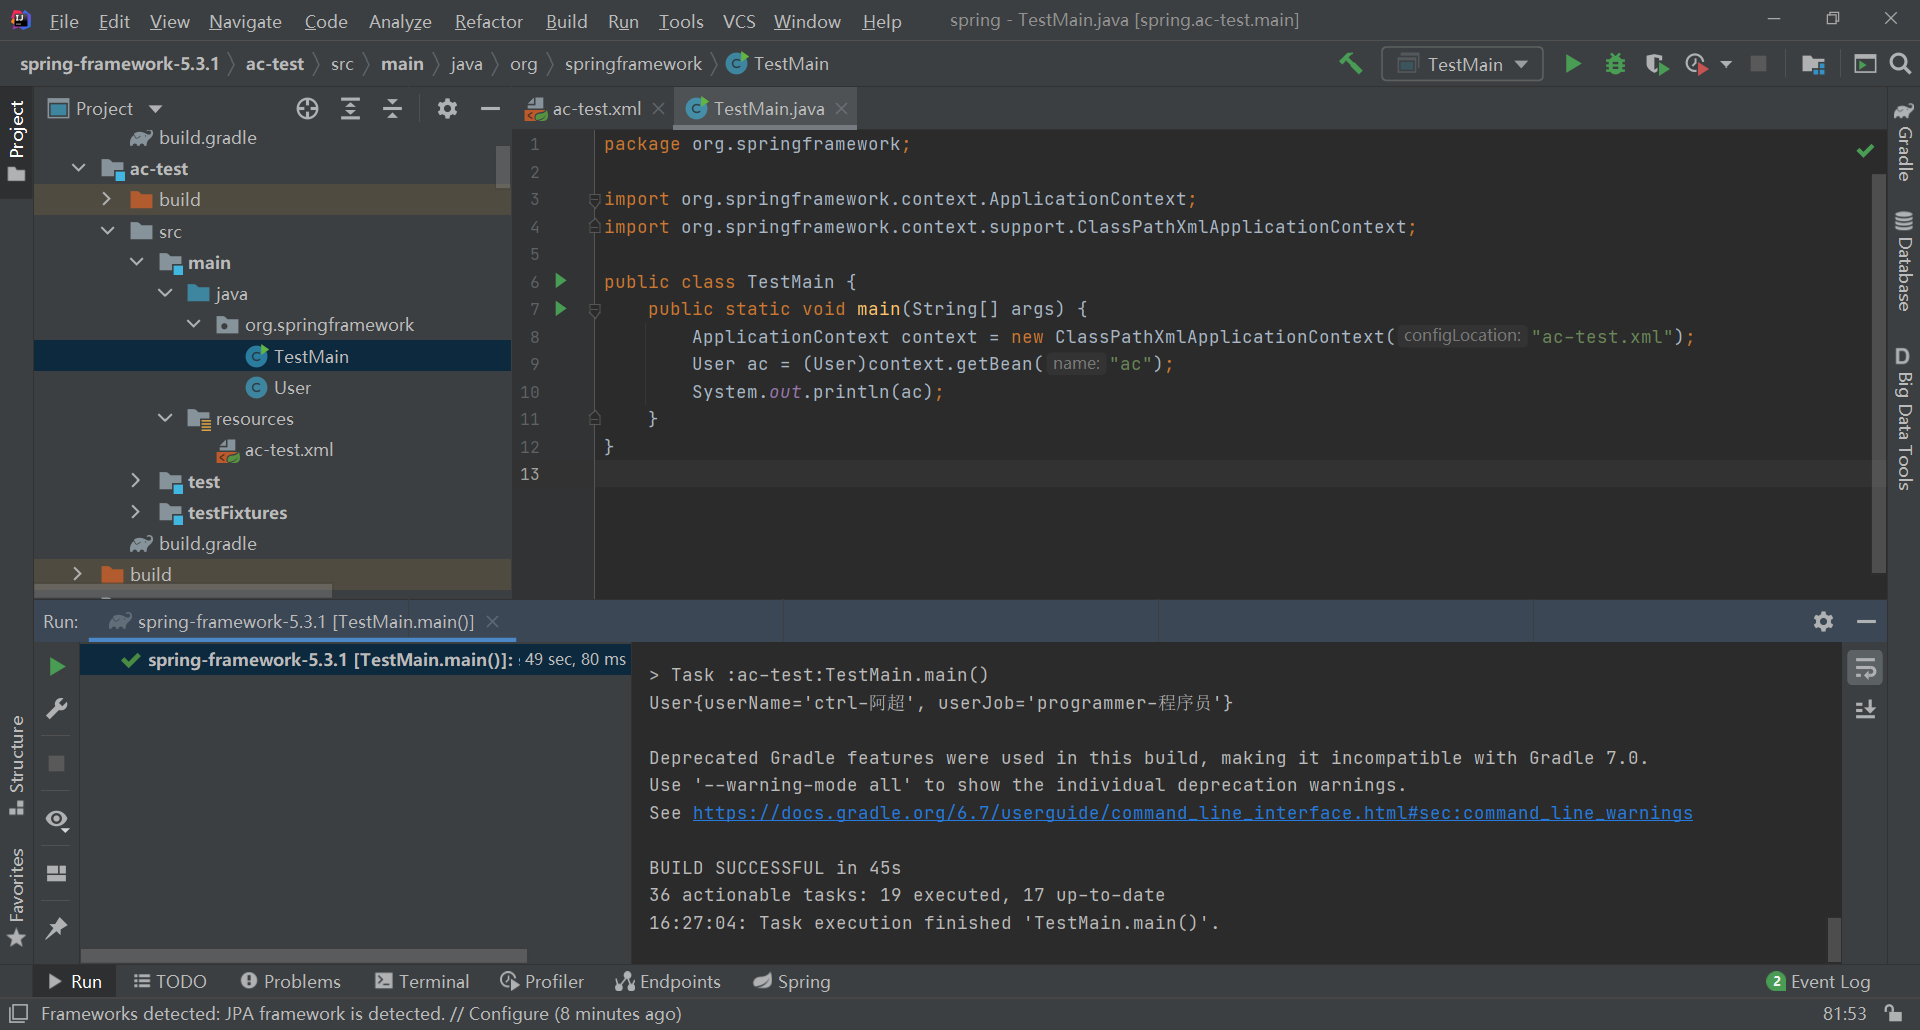 File Edit View Navigate Code Analyze Refactor Build Run Tools VCS Window Help spring - TestMain.java [spring.ac-test.main]
spring-framework-5.3.1 ac-test src main java org springframework TestMain
TestMain
Project
Project
build.gradle
ac-test
build
src
main
java
org.springframework
TestMain
User
resources
ac-test.xml
test
testFixtures
build.gradle
build
ac-test.xml TestMain.java
1 package org.springframework;
2
3 import org.springframework.context.ApplicationContext;
4 import org.springframework.context.support.ClassPathXmlApplicationContext;
5
6 public class TestMain {
7 public static void main(String[] args) {
8 ApplicationContext context = new ClassPathXmlApplicationContext( configLocation: "ac-test.xml");
9 User ac = (User)context.getBean( name: "ac");
10 System.out.println(ac);
11 }
12 }
13
Gradle
Database
D Big Data Tools
Run: spring-framework-5.3.1 [TestMain.main()]
spring-framework-5.3.1 [TestMain.main()]: 49 sec, 80 ms
> Task :ac-test:TestMain.main()
User{userName='ctrl-阿超', userJob='programmer-程序员'}
Deprecated Gradle features were used in this build, making it incompatible with Gradle 7.0.
Use '--warning-mode all' to show the individual deprecation warnings.
See https://docs.gradle.org/6.7/userguide/command_line_interface.html#sec:command_line_warnings
BUILD SUCCESSFUL in 45s
36 actionable tasks: 19 executed, 17 up-to-date
16:27:04: Task execution finished 'TestMain.main()'.
Structure
Favorites
Run TODO Problems Terminal Profiler Endpoints Spring 2 Event Log
Frameworks detected: JPA framework is detected. // Configure (8 minutes ago) 81:53